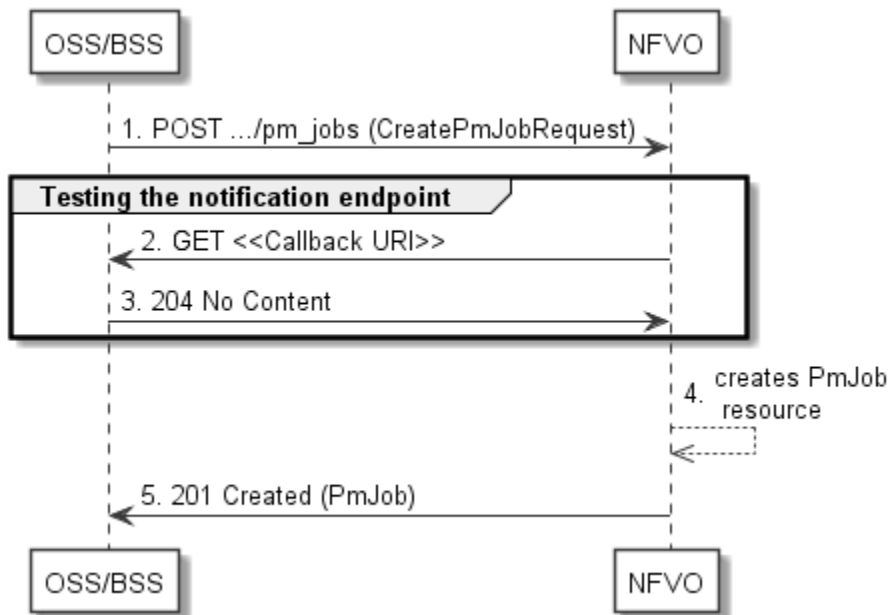 OSS/BSS
NFVO
1. POST .../pm_jobs (CreatePmJobRequest)
Testing the notification endpoint
2. GET <<Callback URI>>
3. 204 No Content
4. creates PmJob
resource
5. 201 Created (PmJob)
OSS/BSS
NFVO